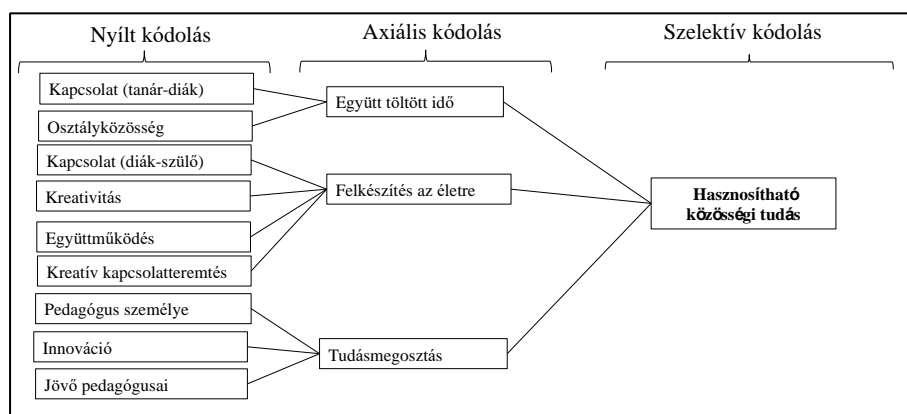 Nyílt kódolás
Axiális kódolás
Szelektív kódolás
Kapcsolat (tanár-diák)
Osztályközösség
Kapcsolat (diák-szülő)
Kreativitás
Együttműködés
Kreatív kapcsolatteremtés
Pedagógus személye
Innováció
Jövő pedagógusai
Együtt töltött idő
Felkészítés az életre
Tudásmegosztás
Hasznosítható
közösségi tudás